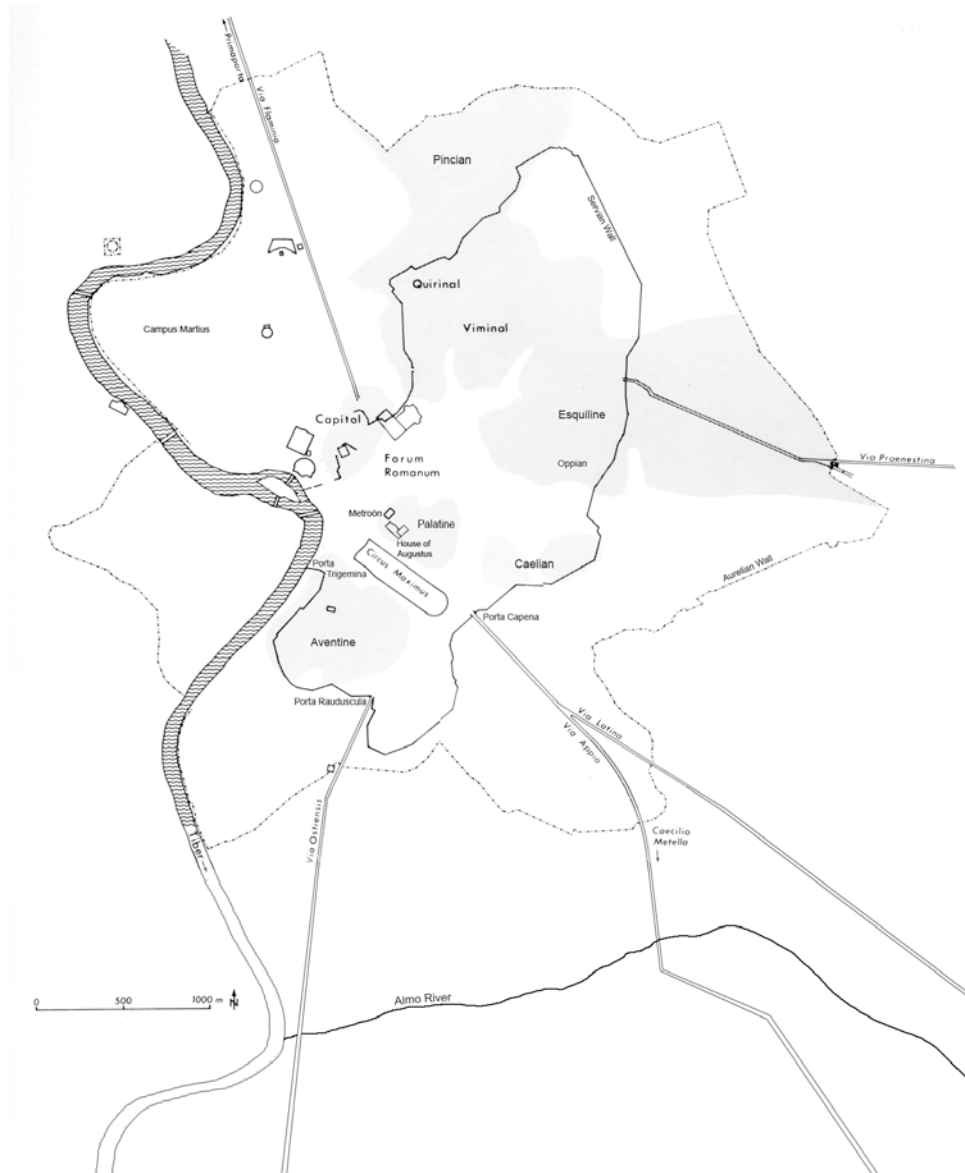 ← Primaporta
Via Flaminia
Pincian
Servian Wall
Quirinal
Campus Martius
Viminal
Capitol
Esquiline
Forum
Romanum
Oppian
Via Praenestina
Metroön
Palatine
House of
Augustus
Circus Maximus
Caelian
Aurelian Wall
Porta
Trigemina
Porta Capena
Aventine
Porta Rauduscula
Via Latina
Via Appia
Via Ostiensis
Caecilia
Metella
↓
Tiber →
Almo River
0 500 1000 m N